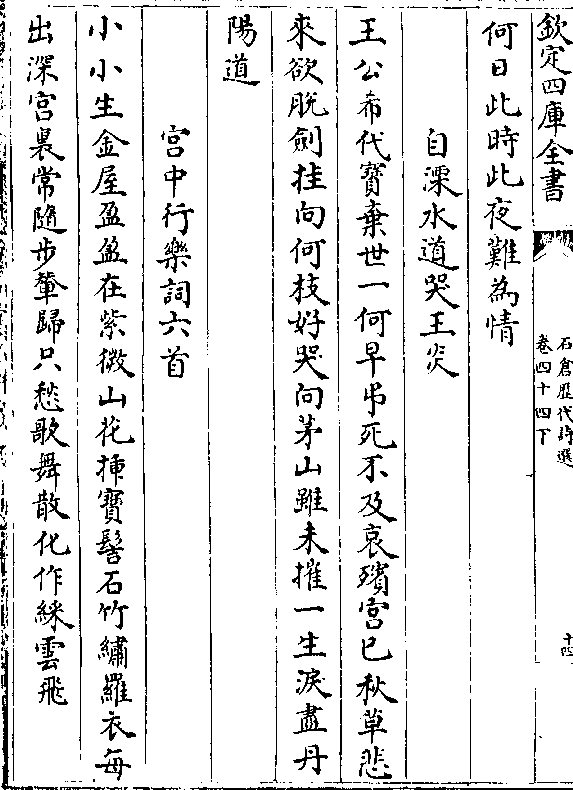 欽定四庫全書
石倉歷代詩選
卷四十四下
十四
何日此時此夜難為情
自溧水道哭王炎
王公希代寶棄世一何早弔死不及哀殯宫已秋草悲
來欲脫劍挂向何枝好哭向茅山雖未摧一生淚盡丹
陽道
宫中行樂詞六首
小小生金屋盈盈在紫微山花揷寶髻石竹繡羅衣每
出深宫裏常隨步輦歸只愁歌舞散化作綵雲飛